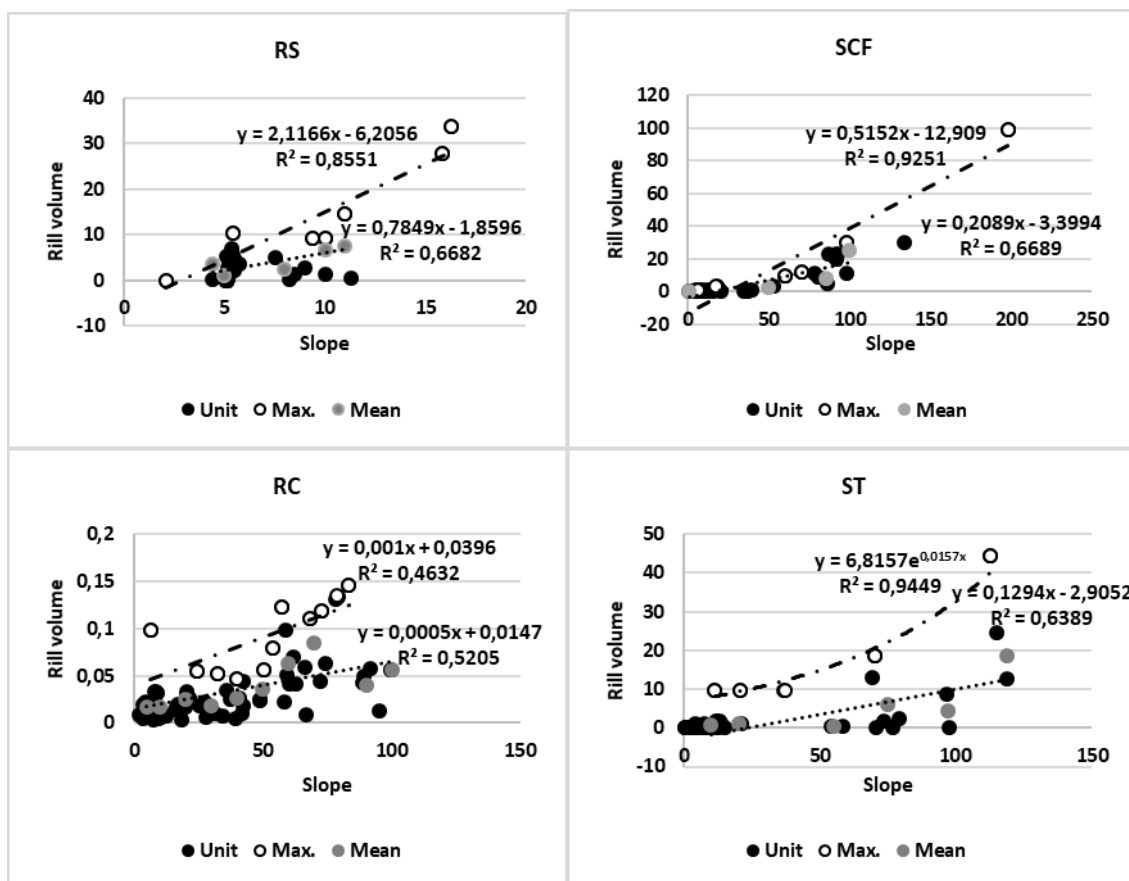 RS
40
30
20
10
0
-10
0
5
10
15
20
Rill volume
Slope
y = 2,1166x - 6,2056
R² = 0,8551
y = 0,7849x - 1,8596
R² = 0,6682
Unit Max. Mean
SCF
120
100
80
60
40
20
0
-20
0
50
100
150
200
250
Rill volume
Slope
y = 0,5152x - 12,909
R² = 0,9251
y = 0,2089x - 3,3994
R² = 0,6689
Unit Max. Mean
RC
0,2
0,15
0,1
0,05
0
0
50
100
150
Rill volume
Slope
y = 0,001x + 0,0396
R² = 0,4632
y = 0,0005x + 0,0147
R² = 0,5205
Unit Max. Mean
ST
50
40
30
20
10
0
-10
0
50
100
150
Rill volume
Slope
y = 6,8157e^0,0157x
R² = 0,9449
y = 0,1294x - 2,9052
R² = 0,6389
Unit Max. Mean